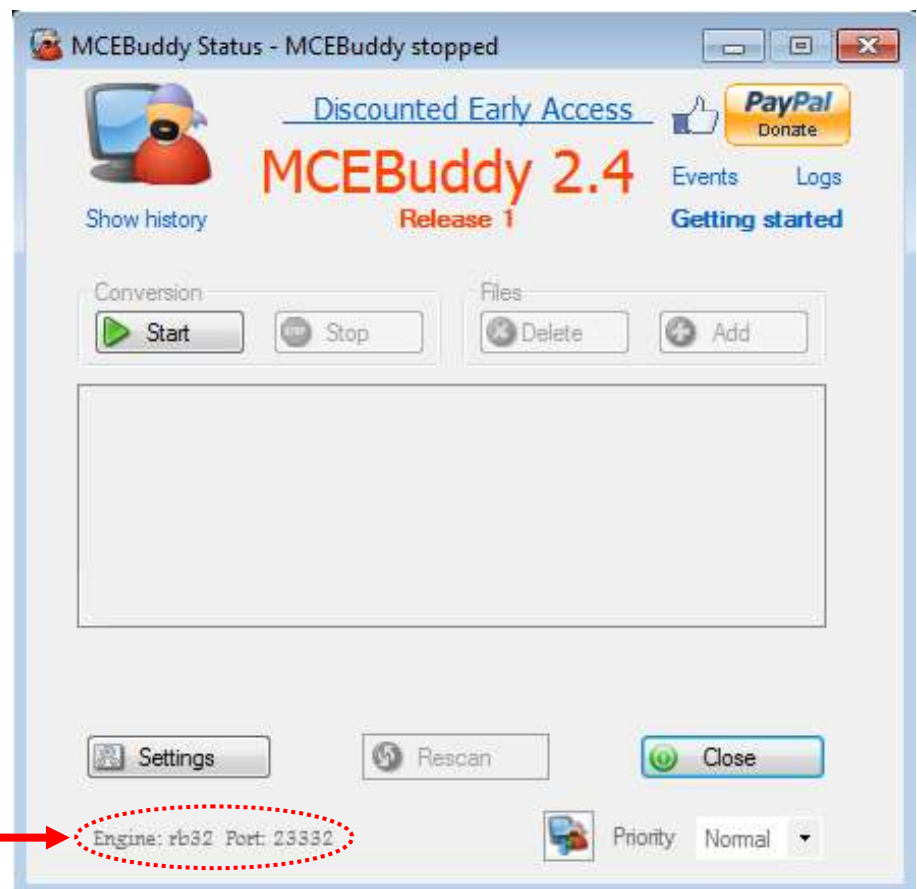 MCEBuddy Status - MCEBuddy stopped
Discounted Early Access
PayPal
Donate
MCEBuddy 2.4
Events Logs
Show history
Release 1
Getting started
Conversion
Files
Start
STOP
Stop
Delete
Add
Settings
Rescan
Close
Engine: rb32 Port: 23332
Priority
Normal